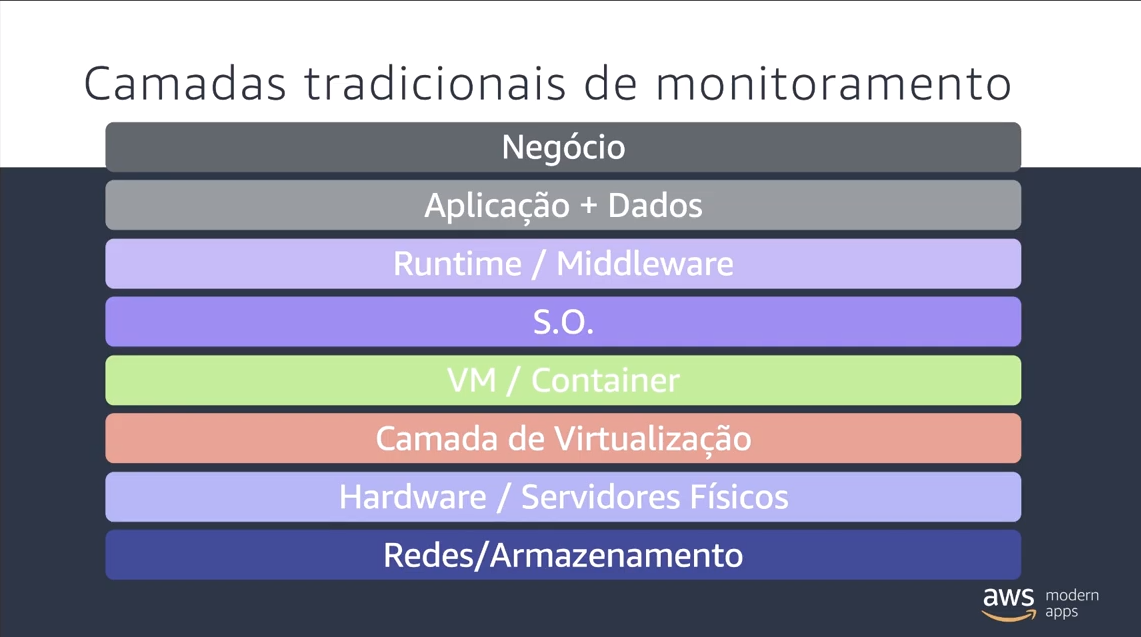 Camadas tradicionais de monitoramento
Negócio
Aplicação + Dados
Runtime / Middleware
S.O.
VM / Container
Camada de Virtualização
Hardware / Servidores Físicos
Redes/Armazenamento
aws modern
apps